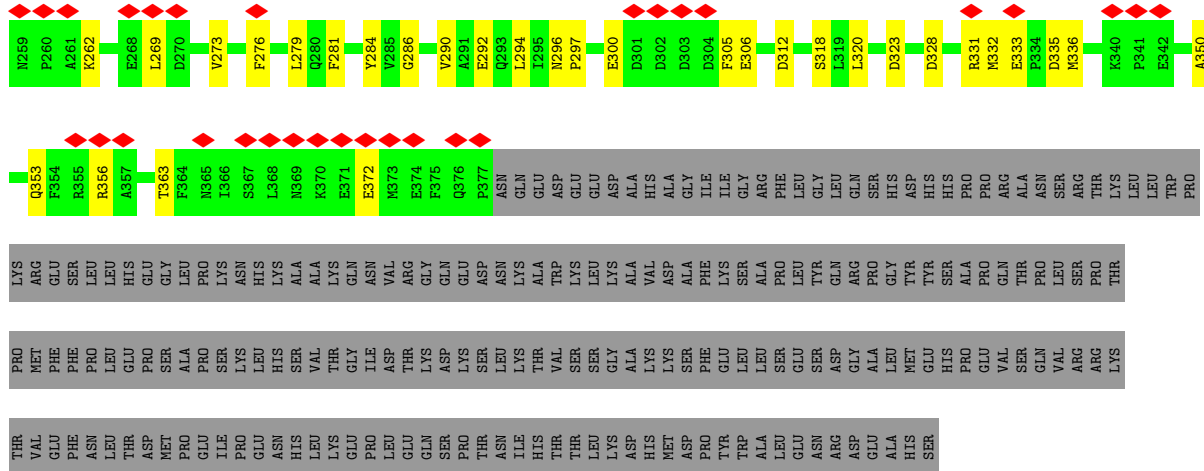 N259 P260 A261 K262 E268 L269 D270 V273 F276 L279 Q280 F281 Y284 V285 G286 V290 A291 E292 Q293 L294 I295 N296 P297 E300 D301 D302 D303 D304 F305 E306 D312 S318 L319 L320 D323 D328 R331 M332 E333 P334 D335 M336 K340 P341 E342 A350
Q353 F354 R355 R356 A357 T363 F364 N365 I366 S367 L368 N369 K370 E371 E372 M373 E374 F375 Q376 P377 ASN GLN GLU ASP GLU GLU ASP ALA HIS ALA GLY ILE ILE GLY ARG PHE LEU GLY LEU GLN SER HIS ASP HIS HIS PRO PRO ARG ALA ASN SER ARG THR LYS LEU LEU TRP PRO
LYS ARG GLU SER LEU LEU HIS GLU GLY LEU PRO LYS ASN HIS LYS ALA ALA LYS GLN ASN VAL ARG GLY GLN GLU ASP ASN LYS ALA TRP LYS LEU LYS ALA VAL ASP ALA PHE LYS SER ALA PRO LEU TYR GLN ARG PRO GLY TYR TYR SER ALA PRO GLN THR PRO LEU SER PRO THR
PRO MET PHE PHE PRO LEU GLU PRO SER ALA PRO SER LYS LEU HIS SER VAL THR GLY ILE ASP THR LYS ASP LYS SER LEU LYS THR VAL SER SER GLY ALA LYS LYS SER PHE GLU LEU LEU SER GLU SER ASP GLY ALA LEU MET GLU HIS PRO GLU VAL SER GLN VAL ARG ARG LYS
THR VAL GLU PHE ASN LEU THR ASP MET PRO GLU ILE PRO GLU ASN HIS LEU LYS GLU PRO LEU GLU GLN SER PRO THR ASN ILE HIS THR THR LEU LYS ASP HIS MET ASP PRO TYR TRP ALA LEU GLU ASN ARG ASP GLU ALA HIS SER